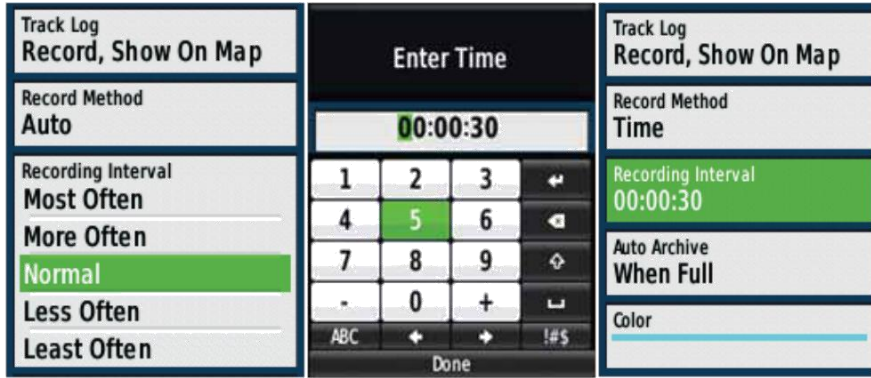 Track Log
Record, Show On Map
Record Method
Auto
Recording Interval
Most Often
More Often
Normal
Less Often
Least Often
Enter Time
00:00:30
1 2 3
4 5 6
7 8 9
- 0 +
ABC !#$
Done
Track Log
Record, Show On Map
Record Method
Time
Recording Interval
00:00:30
Auto Archive
When Full
Color